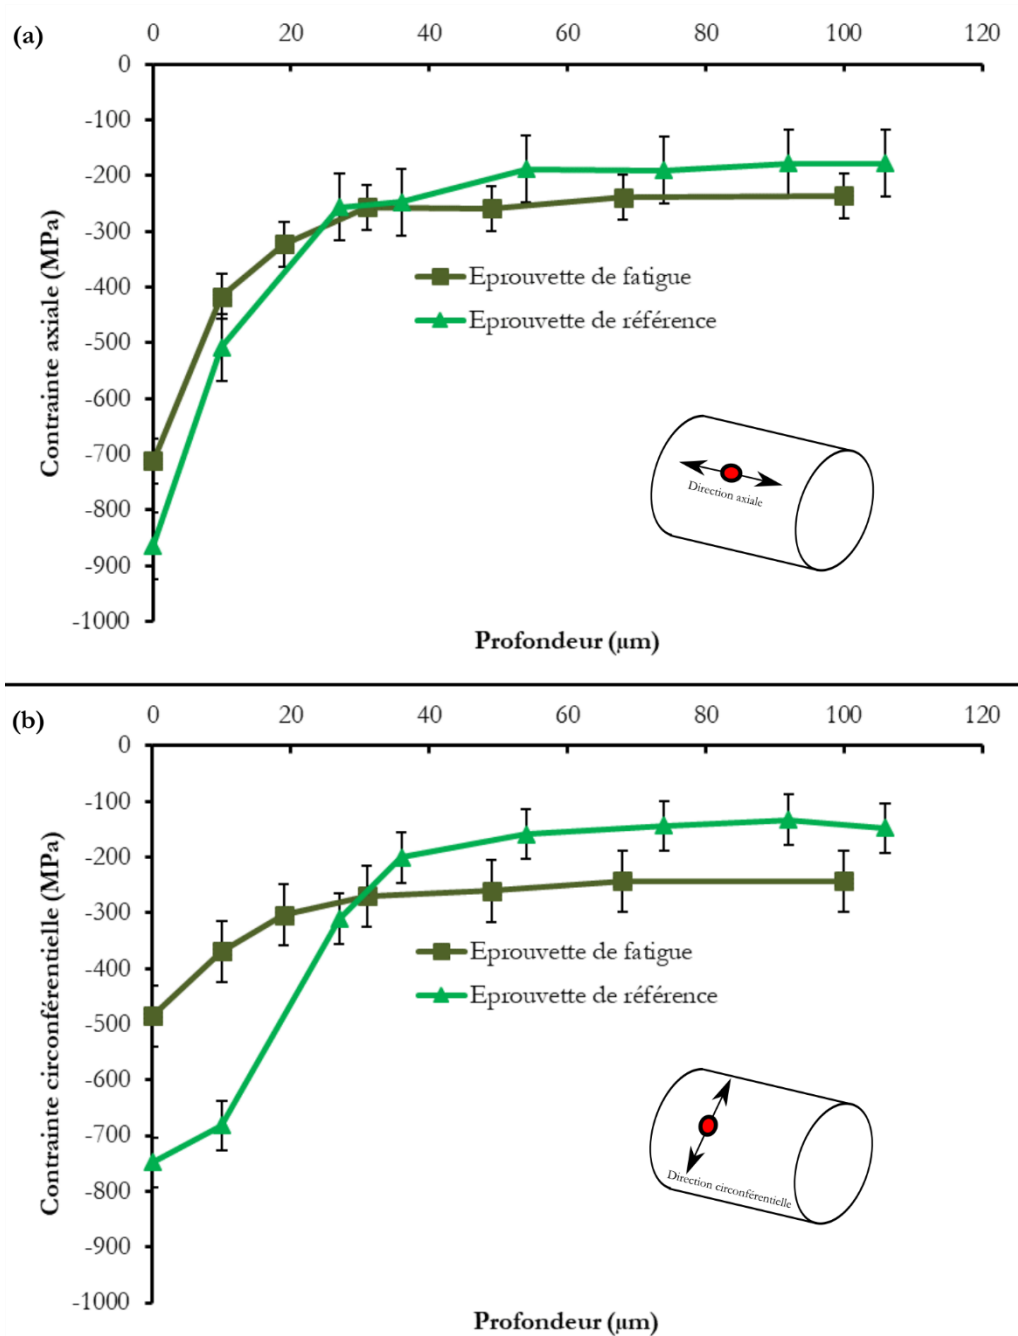 (a)
0 20 40 60 80 100 120
0
-100
-200
-300
-400
-500
-600
-700
-800
-900
-1000
Contrainte axiale (MPa)
Eprouvette de fatigue
Eprouvette de référence
Direction axiale
Profondeur (µm)
(b)
0 20 40 60 80 100 120
0
-100
-200
-300
-400
-500
-600
-700
-800
-900
-1000
Contrainte circonférentielle (MPa)
Eprouvette de fatigue
Eprouvette de référence
Direction circonférentielle
Profondeur (µm)